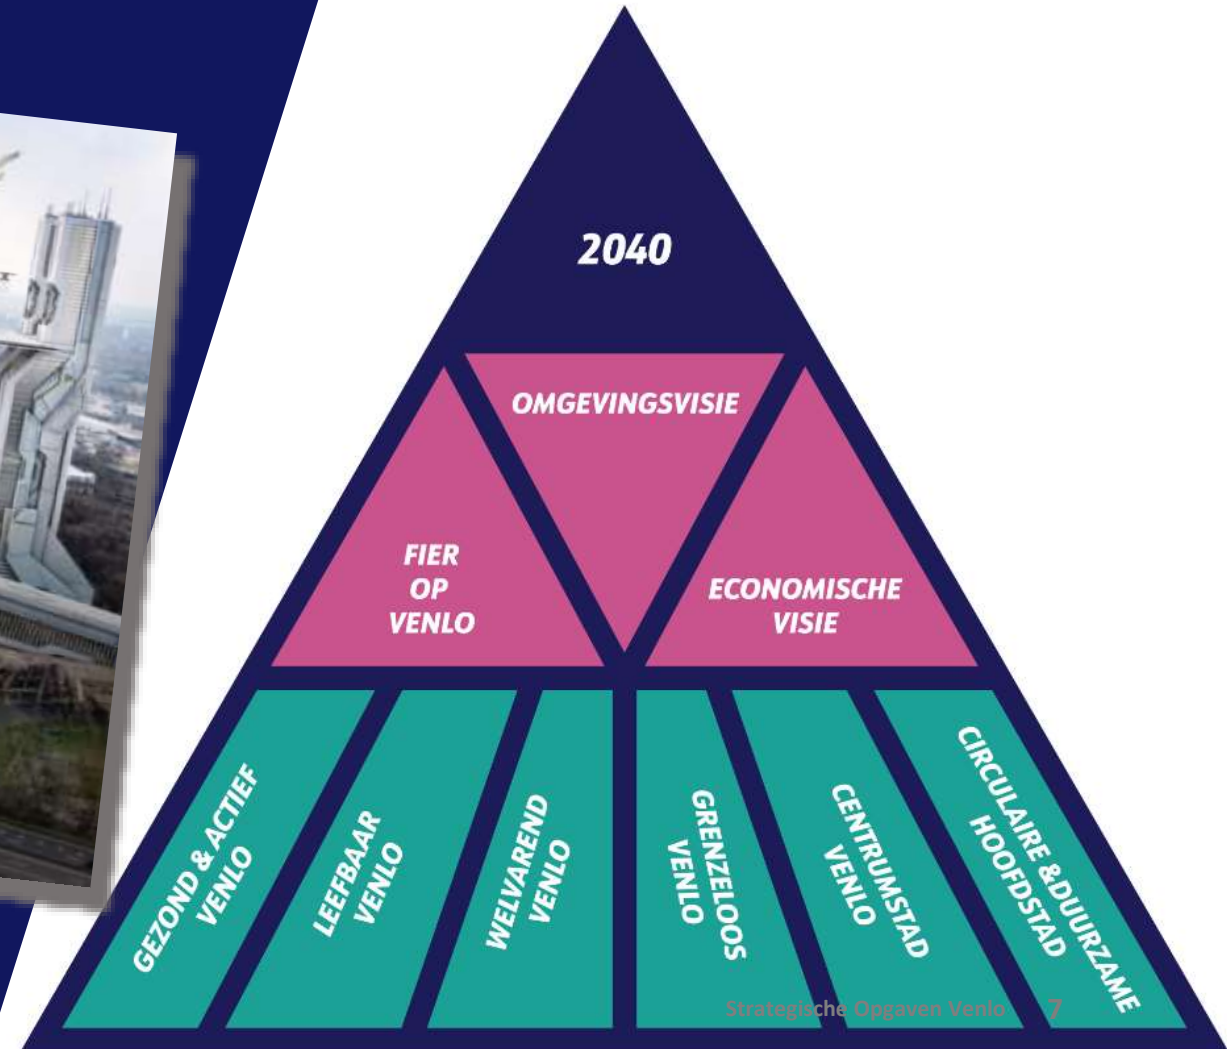 2040
OMGEVINGSVISIE
FIER
OP
VENLO
ECONOMISCHE
VISIE
GEZOND & ACTIEF
VENLO
LEEFBAAR
VENLO
WELVAREND
VENLO
GRENZELOOS
VENLO
CENTRUMSTAD
VENLO
CIRCULAIRE &DUURZAME
HOOFDSTAD
Strategische Opgaven Venlo 7